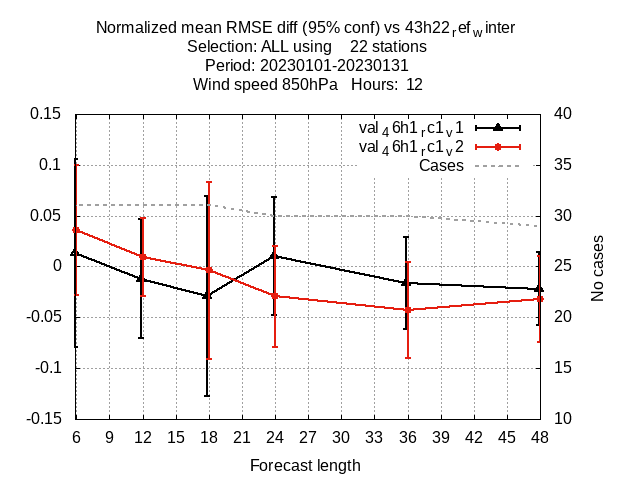 Normalized mean RMSE diff (95% conf) vs 43h22refwinter
Selection: ALL using    22 stations
Period: 20230101-20230131
Wind speed 850hPa   Hours:  12
0.15
0.1
0.05
0
-0.05
-0.1
-0.15
40
35
30
25
20
15
10
val46h1rc1v1
val46h1rc1v2
Cases
No cases
6 9 12 15 18 21 24 27 30 33 36 39 42 45 48
Forecast length